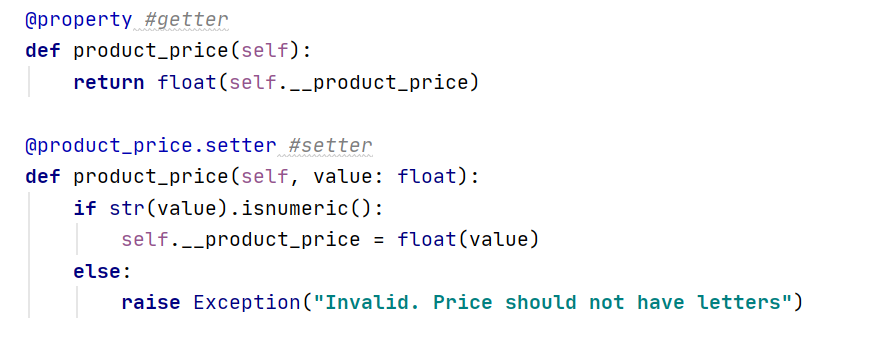 @property #getter
def product_price(self):
    return float(self.__product_price)

@product_price.setter #setter
def product_price(self, value: float):
    if str(value).isnumeric():
        self.__product_price = float(value)
    else:
        raise Exception("Invalid. Price should not have letters")